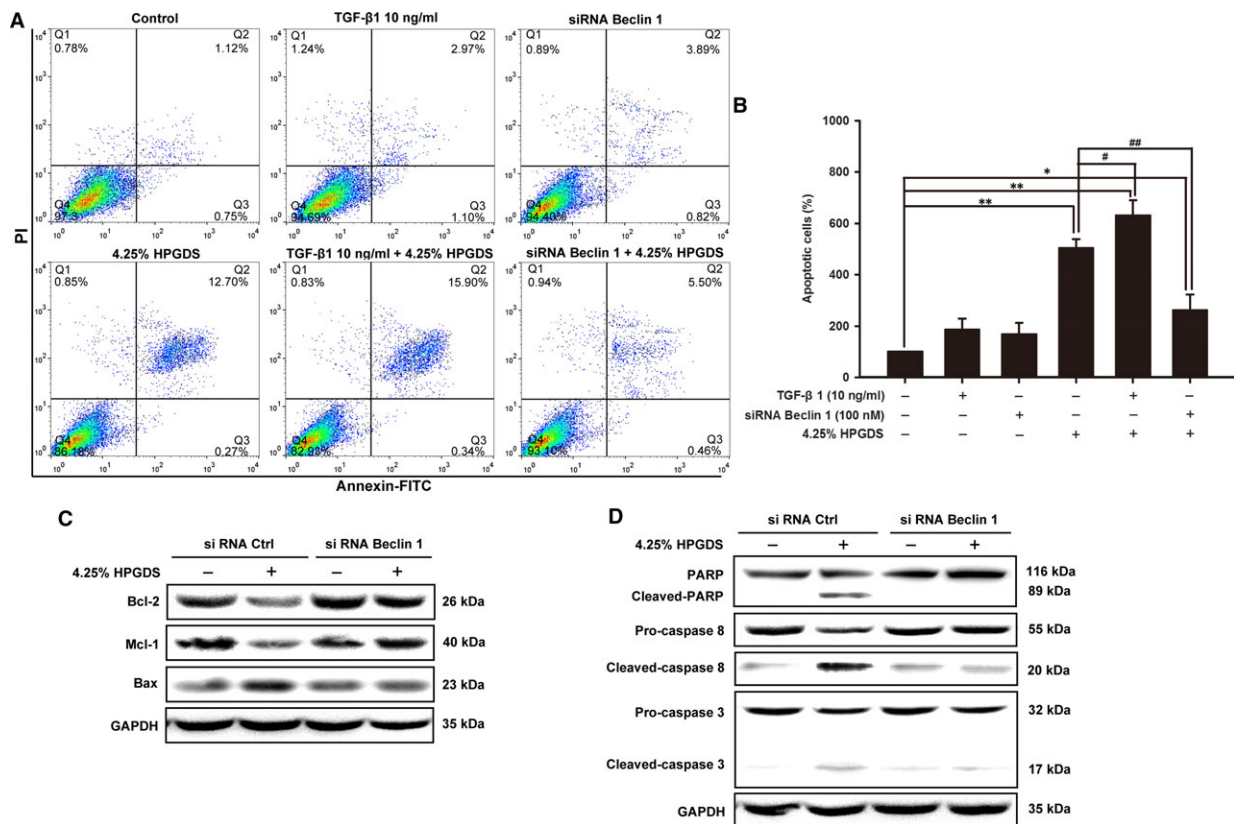 A
Control
TGF-β1 10 ng/ml
siRNA Beclin 1
Q1
0.78%
Q2
1.12%
Q4
97.3
Q3
0.75%
Q1
1.24%
Q2
2.97%
Q4
94.69%
Q3
1.10%
Q1
0.89%
Q2
3.89%
Q4
94.40%
Q3
0.82%
4.25% HPGDS
TGF-β1 10 ng/ml + 4.25% HPGDS
siRNA Beclin 1 + 4.25% HPGDS
Q1
0.85%
Q2
12.70%
Q4
86.18%
Q3
0.27%
Q1
0.83%
Q2
15.90%
Q4
82.93%
Q3
0.34%
Q1
0.94%
Q2
5.50%
Q4
93.10%
Q3
0.46%
PI
Annexin-FITC
B
Apoptotic cells (%)
1000
800
600
400
200
0
##
#
*
**
**
TGF-β 1 (10 ng/ml) – + – – + –
siRNA Beclin 1 (100 nM) – – + – – +
4.25% HPGDS – – – + + +
C
si RNA Ctrl si RNA Beclin 1
4.25% HPGDS – + – +
Bcl-2 26 kDa
Mcl-1 40 kDa
Bax 23 kDa
GAPDH 35 kDa
D
si RNA Ctrl si RNA Beclin 1
4.25% HPGDS – + – +
PARP 116 kDa
Cleaved-PARP 89 kDa
Pro-caspase 8 55 kDa
Cleaved-caspase 8 20 kDa
Pro-caspase 3 32 kDa
Cleaved-caspase 3 17 kDa
GAPDH 35 kDa